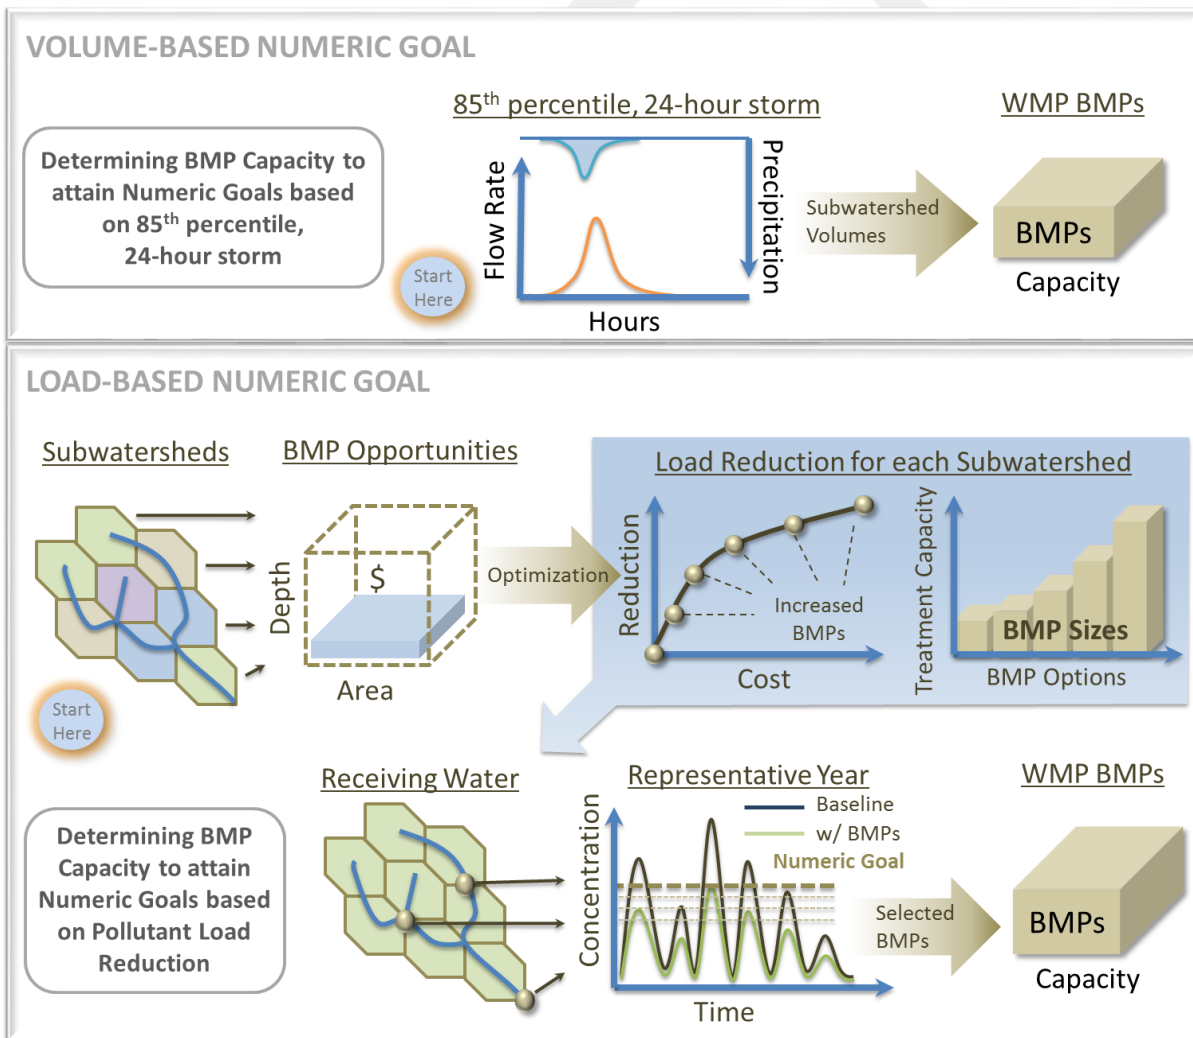 VOLUME-BASED NUMERIC GOAL
Determining BMP Capacity to
attain Numeric Goals based
on 85th percentile,
24-hour storm
Start
Here
85th percentile, 24-hour storm
Flow Rate
Precipitation
Hours
Subwatershed
Volumes
WMP BMPs
BMPs
Capacity
LOAD-BASED NUMERIC GOAL
Subwatersheds
Start
Here
BMP Opportunities
Depth
$
Area
Optimization
Load Reduction for each Subwatershed
Reduction
Increased
BMPs
Cost
Treatment Capacity
BMP Sizes
BMP Options
Determining BMP
Capacity to attain
Numeric Goals based
on Pollutant Load
Reduction
Receiving Water
Representative Year
Concentration
Baseline
w/ BMPs
Numeric Goal
Time
Selected
BMPs
WMP BMPs
BMPs
Capacity